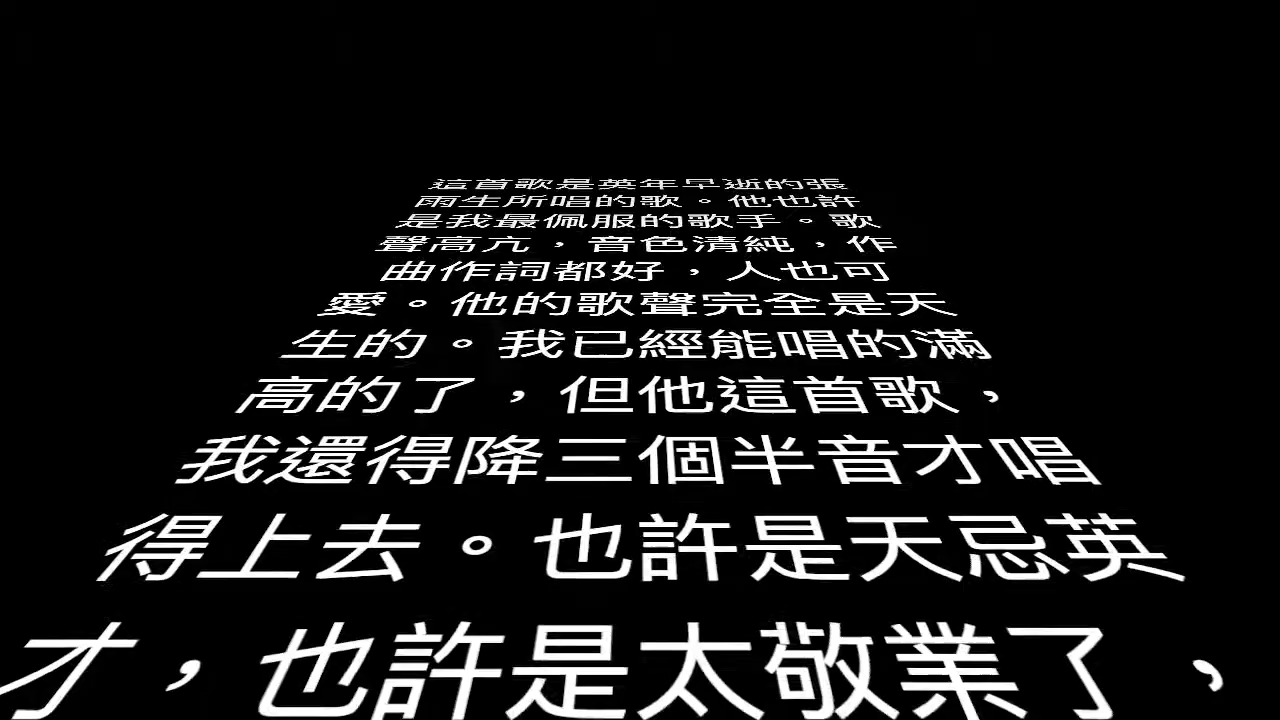 這首歌是英年早逝的張
雨生所唱的歌。他也許
是我最佩服的歌手。歌
聲高亢，音色清純，作
曲作詞都好，人也可
愛。他的歌聲完全是天
生的。我已經能唱的滿
高的了，但他這首歌，
我還得降三個半音才唱
得上去。也許是天忌英
才，也許是太敬業了，